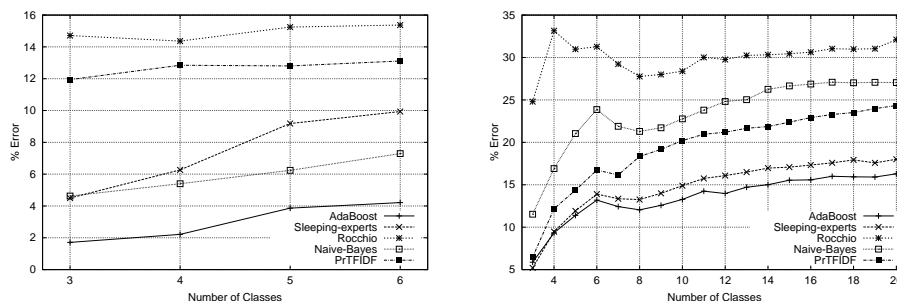 16
14
12
10
8
6
4
2
0
% Error
3
4
5
6
Number of Classes
AdaBoost
Sleeping-experts
Rocchio
Naive-Bayes
PrTFIDF
35
30
25
20
15
10
5
% Error
4
6
8
10
12
14
16
18
20
Number of Classes
AdaBoost
Sleeping-experts
Rocchio
Naive-Bayes
PrTFIDF